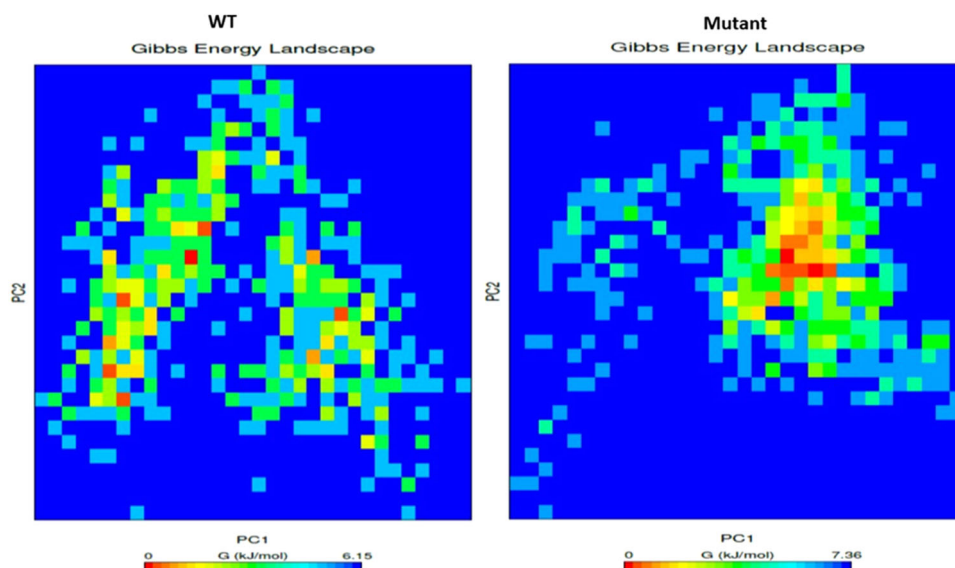 WT
Gibbs Energy Landscape
PC2
PC1
0 G (kJ/mol) 6.15
Mutant
Gibbs Energy Landscape
PC2
PC1
0 G (kJ/mol) 7.36